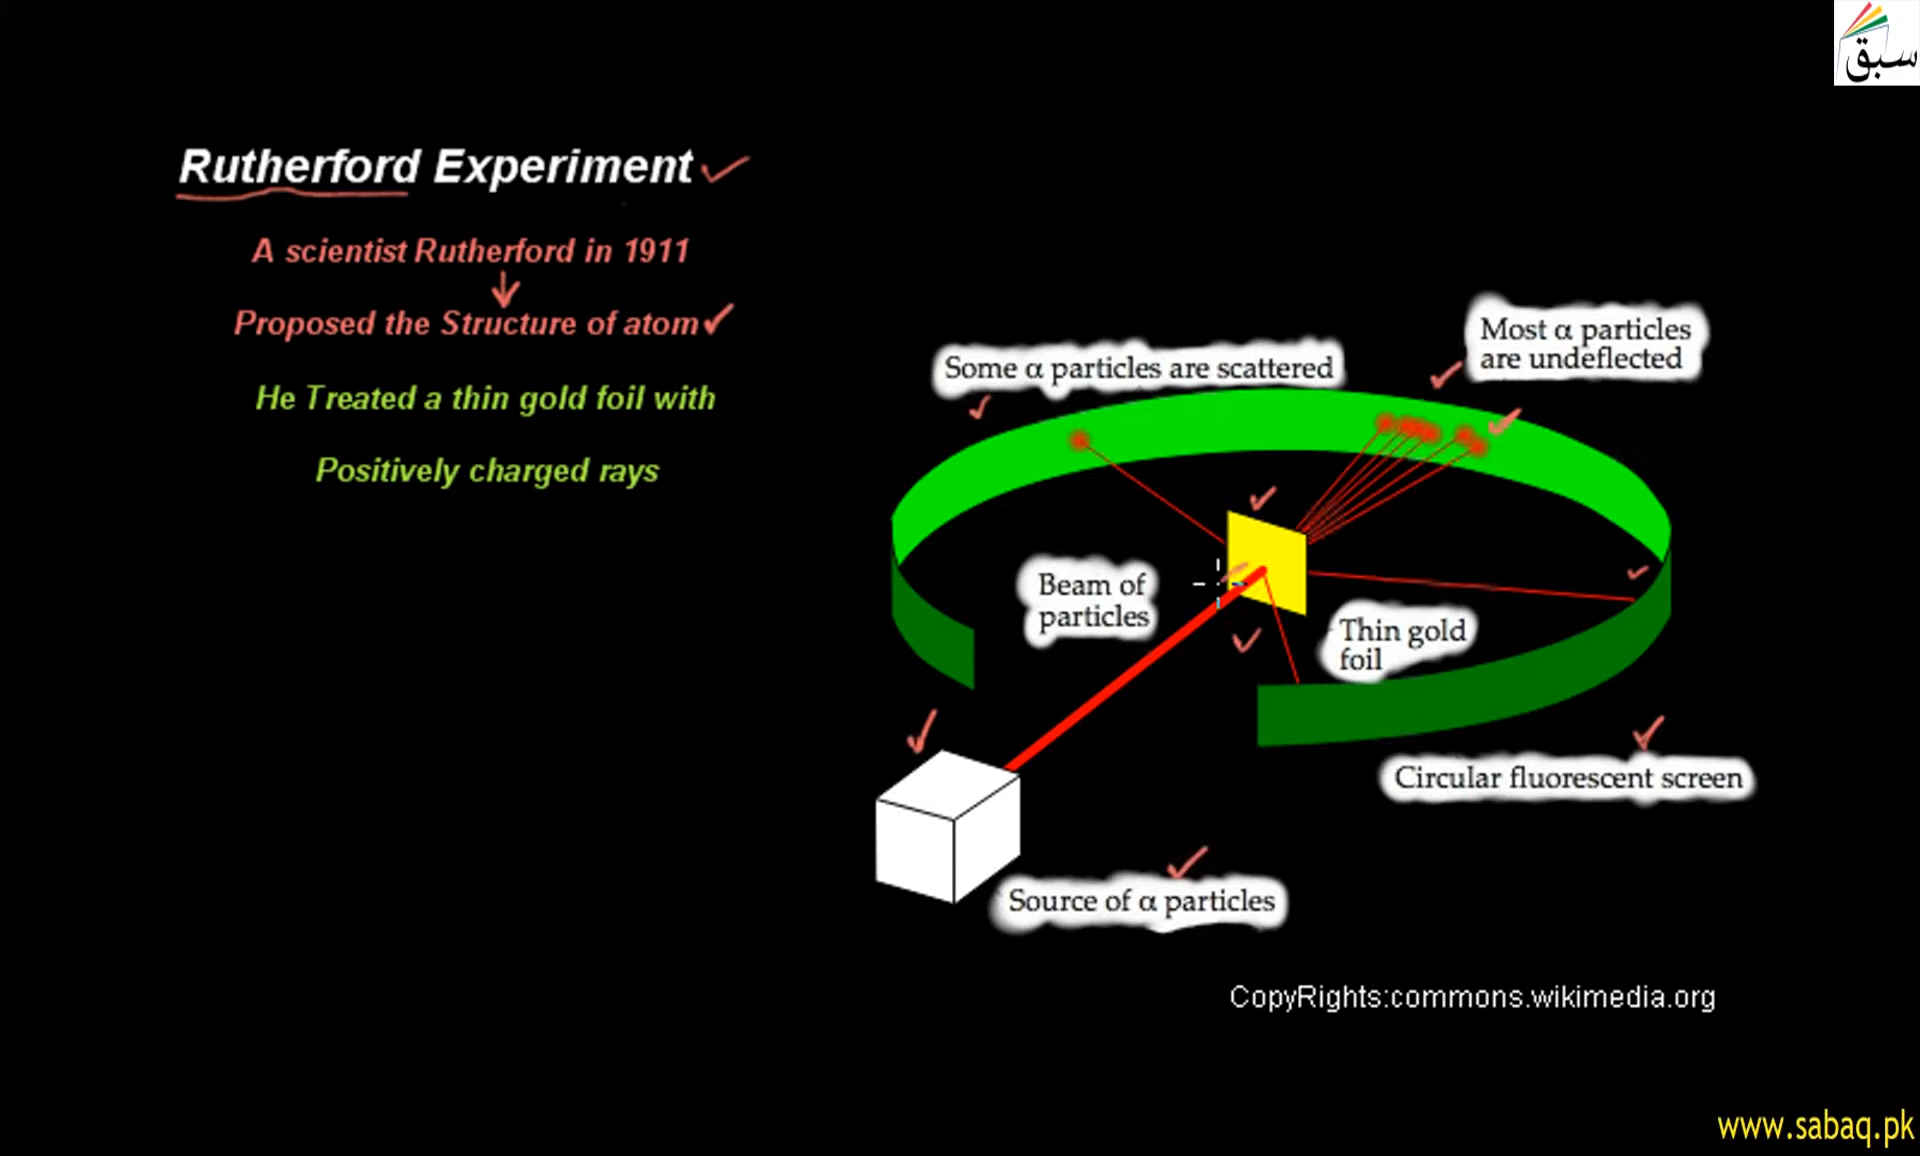 سبق
Rutherford Experiment
A scientist Rutherford in 1911
Proposed the Structure of atom
He Treated a thin gold foil with
Positively charged rays
Some α particles are scattered
Most α particles
are undeflected
Beam of
particles
Thin gold
foil
Circular fluorescent screen
Source of α particles
CopyRights:commons.wikimedia.org
www.sabaq.pk